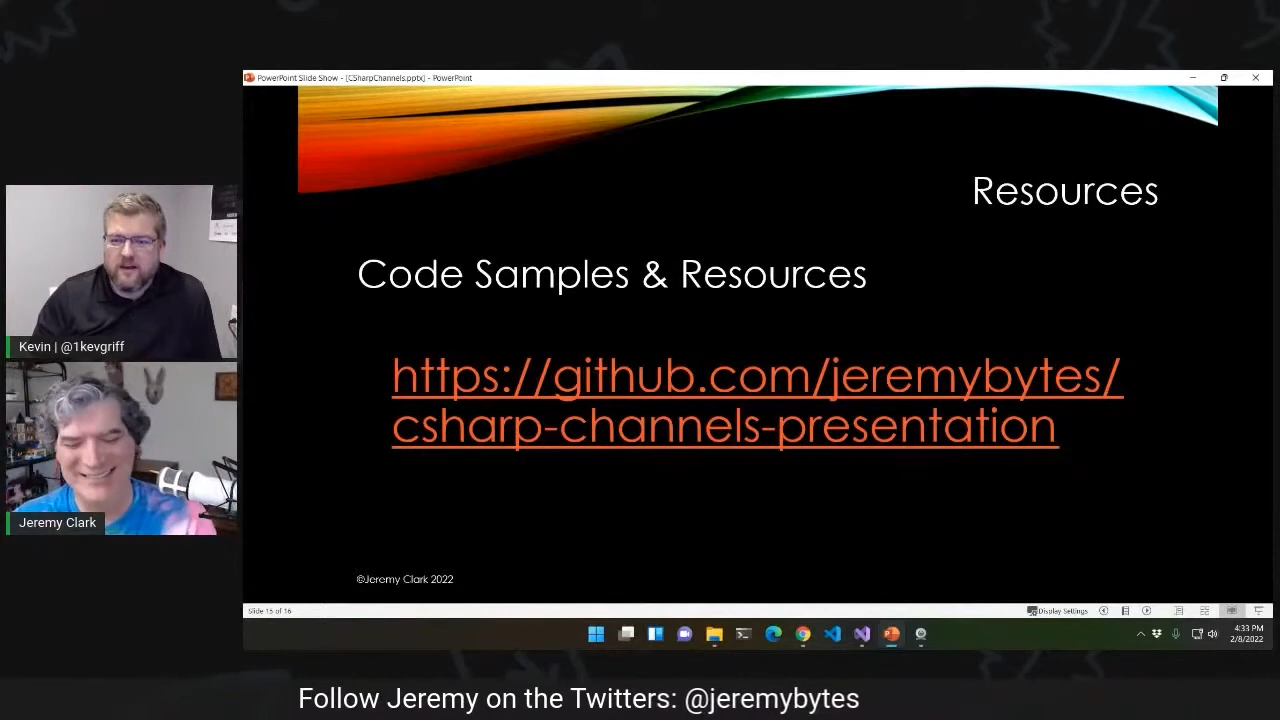 PowerPoint Slide Show - [CSharpChannels.pptx] - PowerPoint
Resources
Code Samples & Resources
https://github.com/jeremybytes/
csharp-channels-presentation
Kevin | @1kevgriff
Jeremy Clark
©Jeremy Clark 2022
Slide 15 of 16
Display Settings
4:33 PM
2/8/2022
Follow Jeremy on the Twitters: @jeremybytes